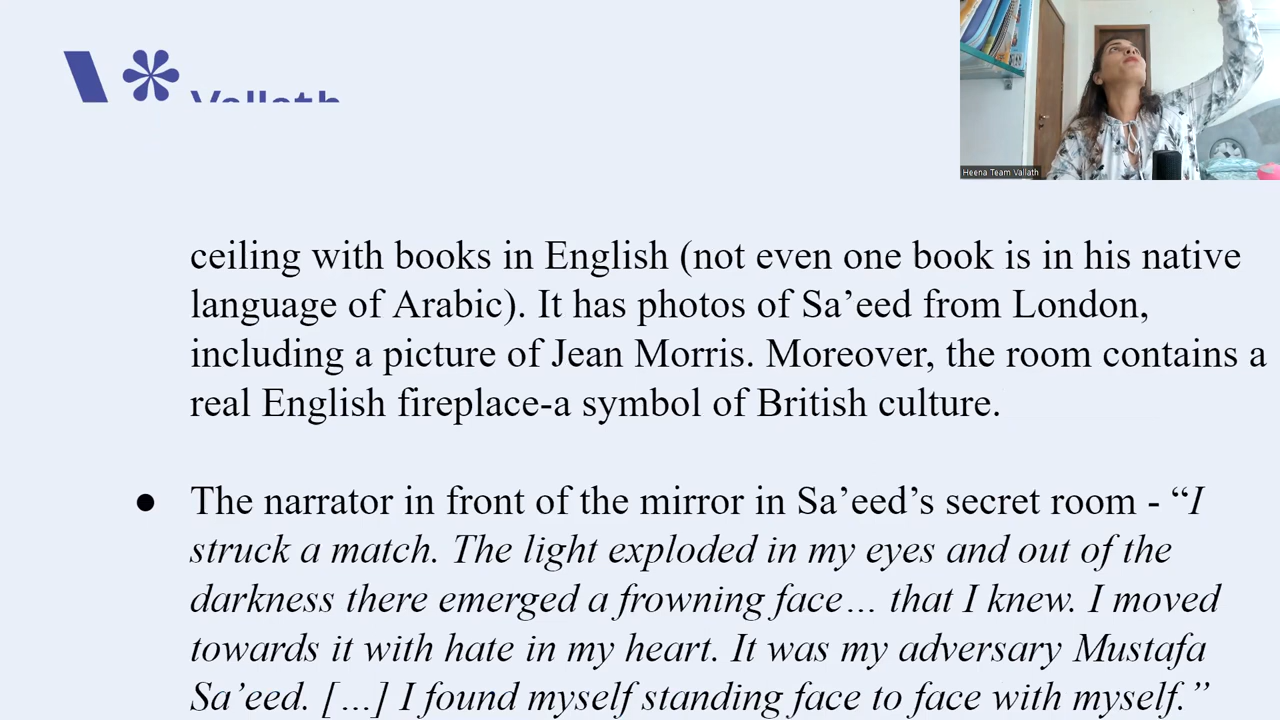 Vallath
Heena Team Vallath
ceiling with books in English (not even one book is in his native
language of Arabic). It has photos of Sa’eed from London,
including a picture of Jean Morris. Moreover, the room contains a
real English fireplace-a symbol of British culture.
● The narrator in front of the mirror in Sa’eed’s secret room - “I
struck a match. The light exploded in my eyes and out of the
darkness there emerged a frowning face… that I knew. I moved
towards it with hate in my heart. It was my adversary Mustafa
Sa’eed. […] I found myself standing face to face with myself.”